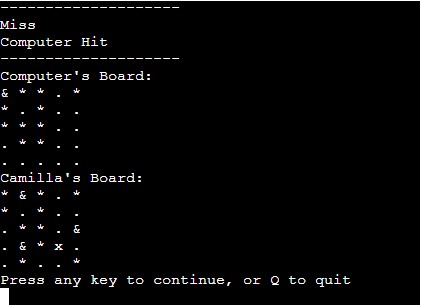 --------------------
Miss
Computer Hit
--------------------
Computer's Board:
& * * . *
* . * . .
* * * . .
. * * . .
. . . . .
Camilla's Board:
* & * . *
* . * . .
. * * . &
. & * x .
. * . . *
Press any key to continue, or Q to quit